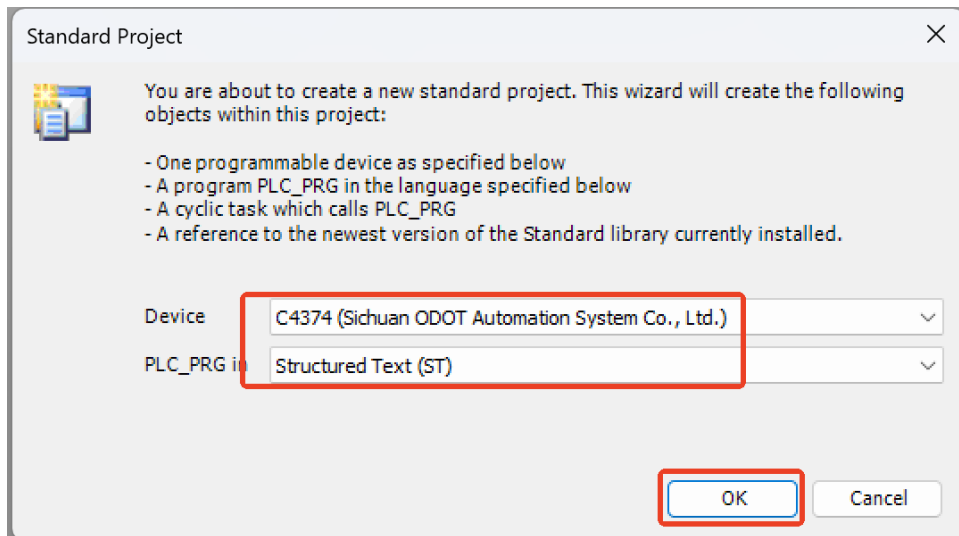 Standard Project
You are about to create a new standard project. This wizard will create the following
objects within this project:
- One programmable device as specified below
- A program PLC_PRG in the language specified below
- A cyclic task which calls PLC_PRG
- A reference to the newest version of the Standard library currently installed.
Device
C4374 (Sichuan ODOT Automation System Co., Ltd.)
PLC_PRG in
Structured Text (ST)
OK
Cancel